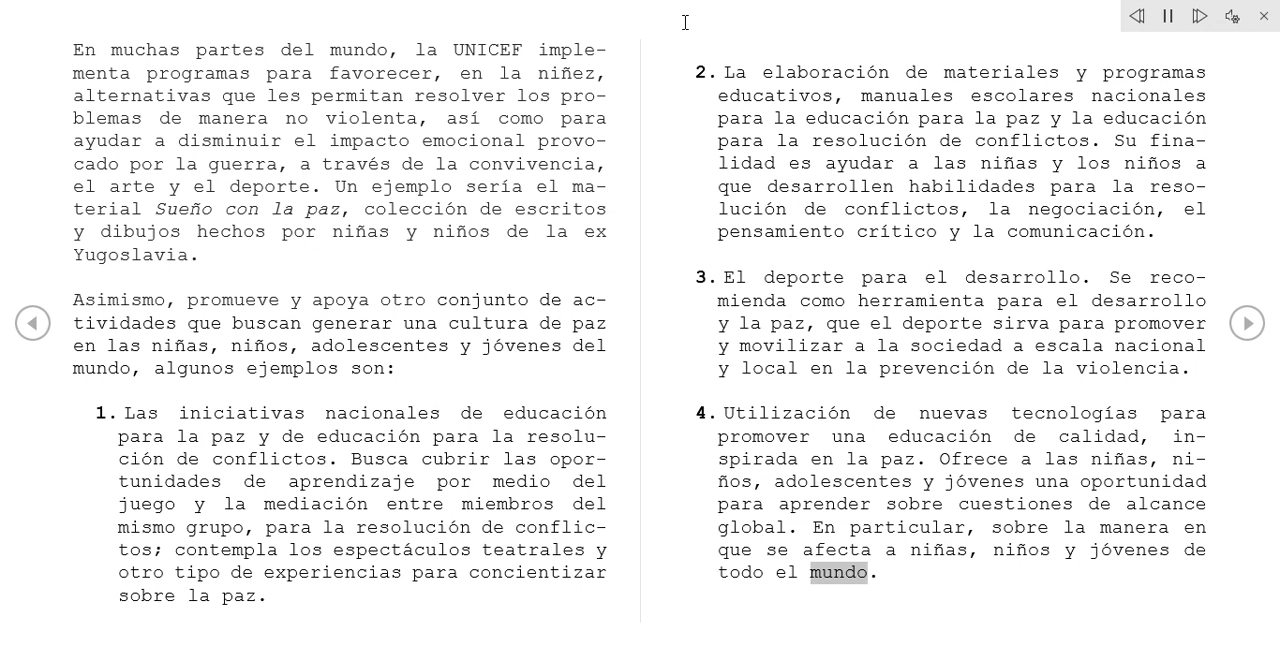 En muchas partes del mundo, la UNICEF imple-
menta programas para favorecer, en la niñez,
alternativas que les permitan resolver los pro-
blemas de manera no violenta, así como para
ayudar a disminuir el impacto emocional provo-
cado por la guerra, a través de la convivencia,
el arte y el deporte. Un ejemplo sería el ma-
terial Sueño con la paz, colección de escritos
y dibujos hechos por niñas y niños de la ex
Yugoslavia.
Asimismo, promueve y apoya otro conjunto de ac-
tividades que buscan generar una cultura de paz
en las niñas, niños, adolescentes y jóvenes del
mundo, algunos ejemplos son:
1. Las iniciativas nacionales de educación
para la paz y de educación para la resolu-
ción de conflictos. Busca cubrir las opor-
tunidades de aprendizaje por medio del
juego y la mediación entre miembros del
mismo grupo, para la resolución de conflic-
tos; contempla los espectáculos teatrales y
otro tipo de experiencias para concientizar
sobre la paz.
2. La elaboración de materiales y programas
educativos, manuales escolares nacionales
para la educación para la paz y la educación
para la resolución de conflictos. Su fina-
lidad es ayudar a las niñas y los niños a
que desarrollen habilidades para la reso-
lución de conflictos, la negociación, el
pensamiento crítico y la comunicación.
3. El deporte para el desarrollo. Se reco-
mienda como herramienta para el desarrollo
y la paz, que el deporte sirva para promover
y movilizar a la sociedad a escala nacional
y local en la prevención de la violencia.
4. Utilización de nuevas tecnologías para
promover una educación de calidad, in-
spirada en la paz. Ofrece a las niñas, ni-
ños, adolescentes y jóvenes una oportunidad
para aprender sobre cuestiones de alcance
global. En particular, sobre la manera en
que se afecta a niñas, niños y jóvenes de
todo el mundo.